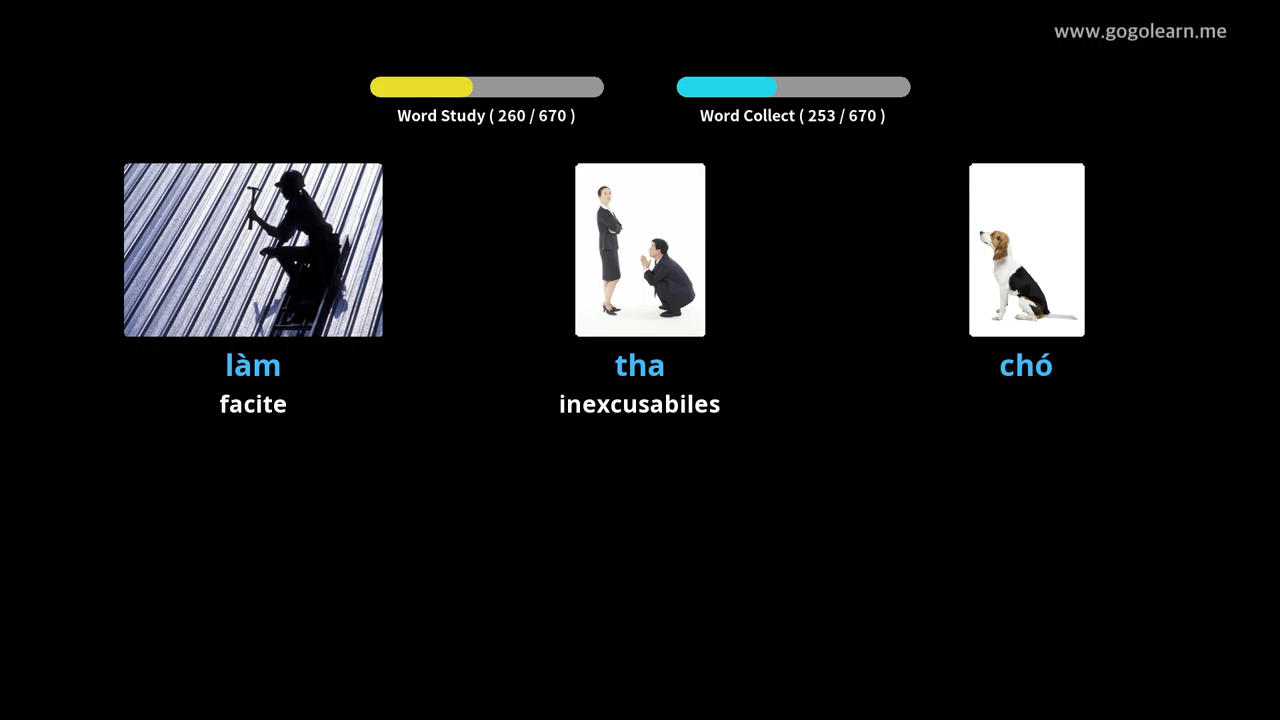 www.gogolearn.me
Word Study ( 260 / 670 )
Word Collect ( 253 / 670 )
làm
facite
tha
inexcusabiles
chó